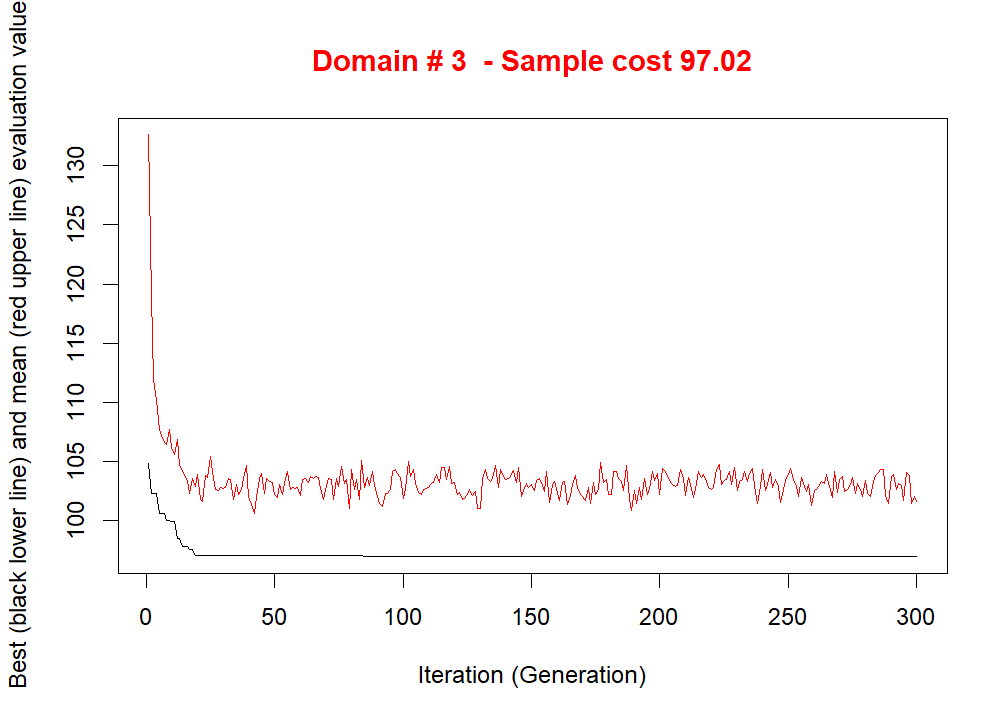 Domain # 3  - Sample cost 97.02
Best (black lower line) and mean (red upper line) evaluation value
130
125
120
115
110
105
100
0 50 100 150 200 250 300
Iteration (Generation)